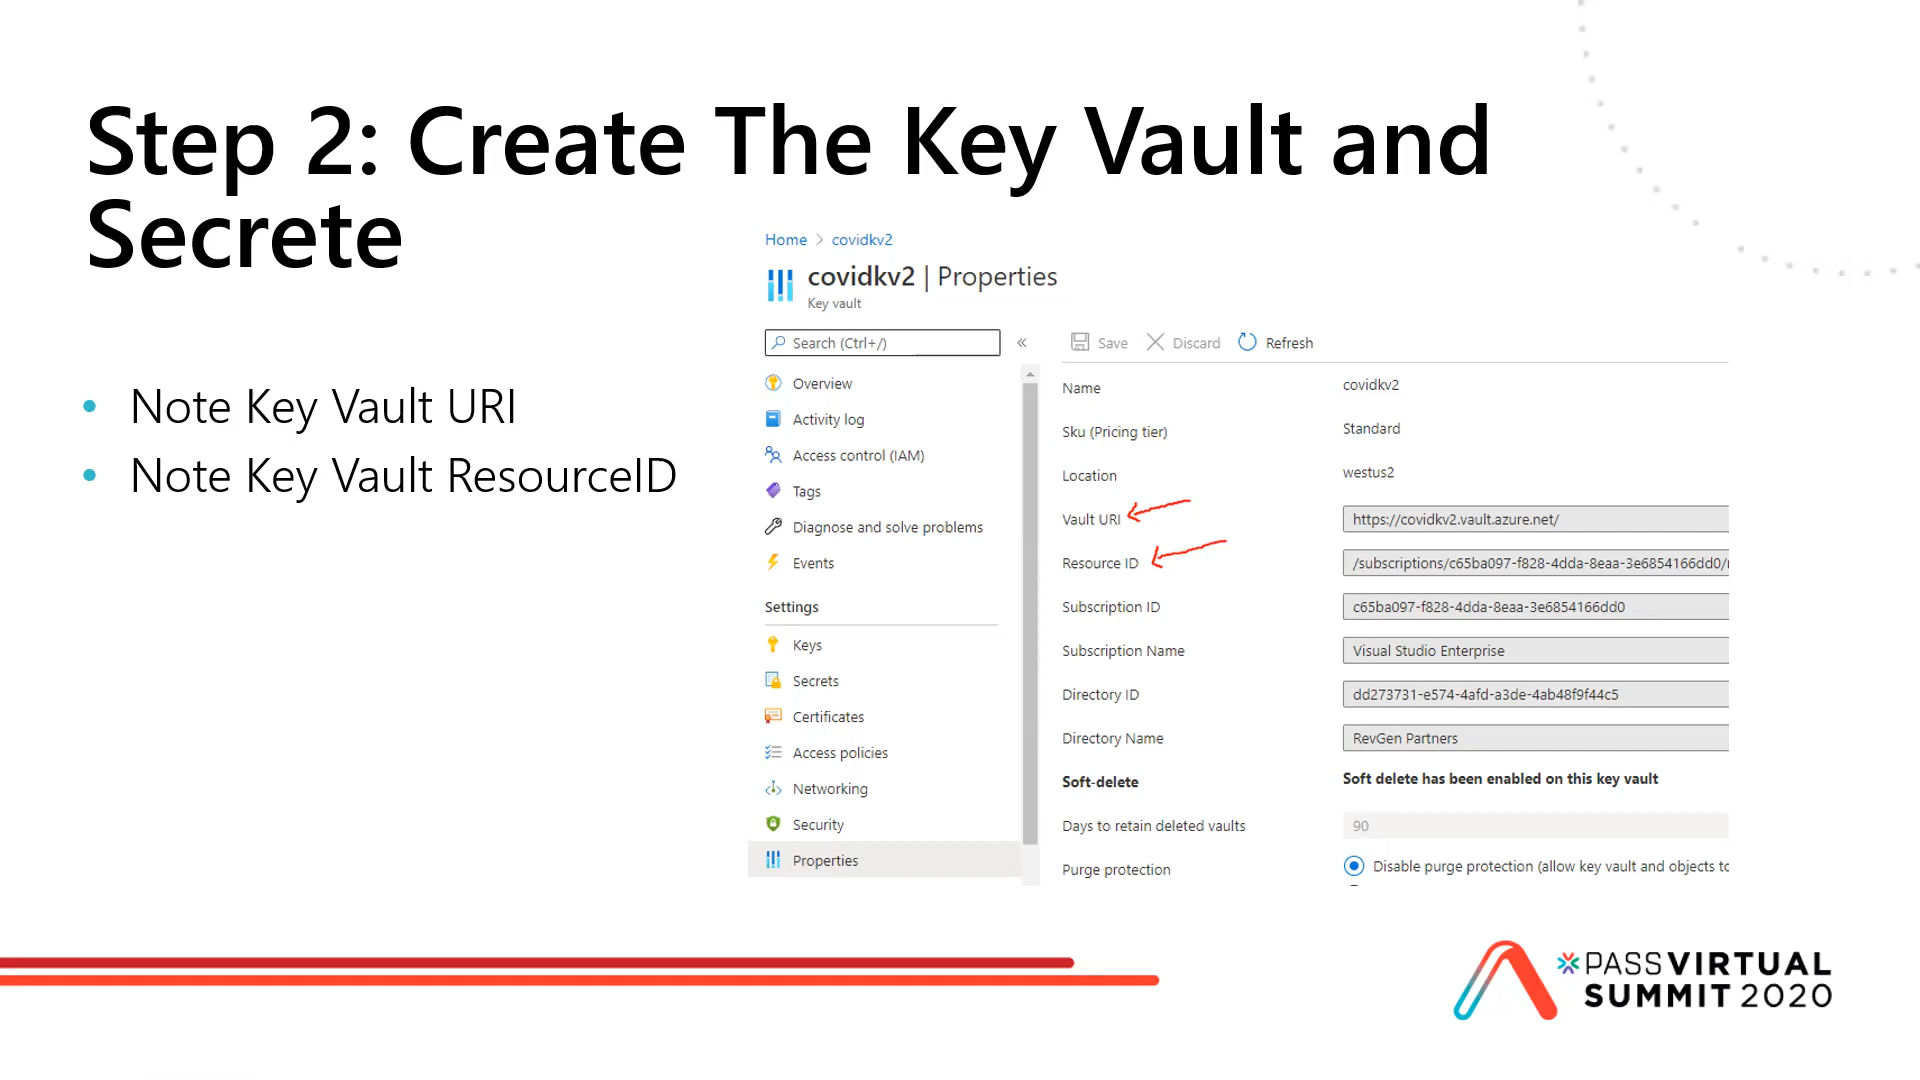 Step 2: Create The Key Vault and
Secrete
• Note Key Vault URI
• Note Key Vault ResourceID
Home > covidkv2
covidkv2 | Properties
Key vault
Search (Ctrl+/)
«
Save
Discard
Refresh
Overview
Activity log
Access control (IAM)
Tags
Diagnose and solve problems
Events
Settings
Keys
Secrets
Certificates
Access policies
Networking
Security
Properties
Name covidkv2
Sku (Pricing tier) Standard
Location westus2
Vault URI https://covidkv2.vault.azure.net/
Resource ID /subscriptions/c65ba097-f828-4dda-8eaa-3e6854166dd0/
Subscription ID c65ba097-f828-4dda-8eaa-3e6854166dd0
Subscription Name Visual Studio Enterprise
Directory ID dd273731-e574-4afd-a3de-4ab48f9f44c5
Directory Name RevGen Partners
Soft-delete Soft delete has been enabled on this key vault
Days to retain deleted vaults 90
Purge protection Disable purge protection (allow key vault and objects to
PASS VIRTUAL
SUMMIT 2020